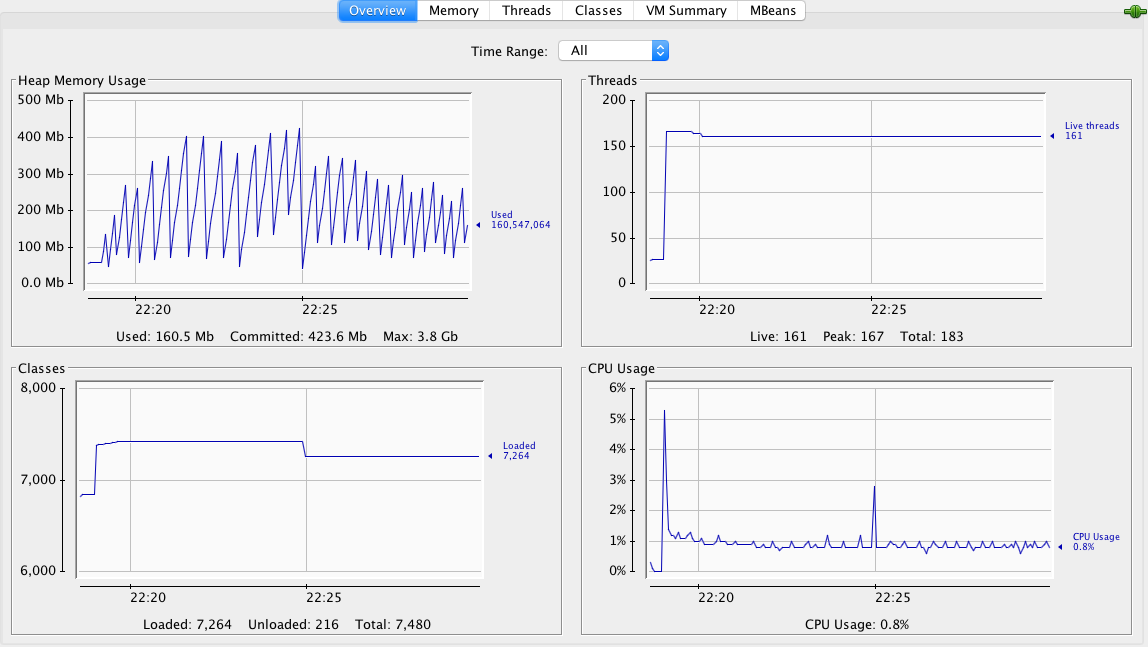 Overview Memory Threads Classes VM Summary MBeans
Time Range: All
Heap Memory Usage
500 Mb
400 Mb
300 Mb
200 Mb
100 Mb
0.0 Mb
Used
160,547,064
22:20 22:25
Used: 160.5 Mb Committed: 423.6 Mb Max: 3.8 Gb
Threads
200
150
100
50
0
Live threads
161
22:20 22:25
Live: 161 Peak: 167 Total: 183
Classes
8,000
7,000
6,000
Loaded
7,264
22:20 22:25
Loaded: 7,264 Unloaded: 216 Total: 7,480
CPU Usage
6%
5%
4%
3%
2%
1%
0%
CPU Usage
0.8%
22:20 22:25
CPU Usage: 0.8%